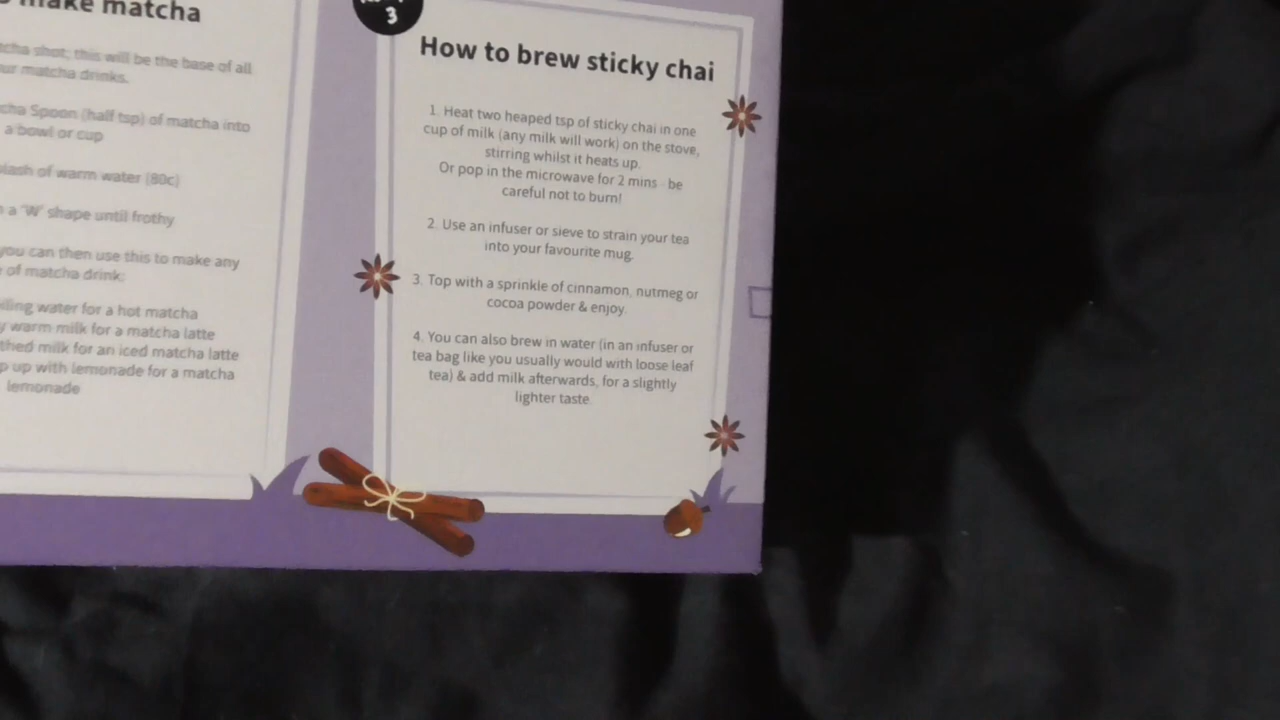 make matcha
shot; this will be the base of all
matcha drinks.
Spoon (half tsp) of matcha into
a bowl or cup
of warm water (80c)
a 'W' shape until frothy
you can then use this to make any
of matcha drink:
water for a hot matcha
warm milk for a matcha latte
milk for an iced matcha latte
up with lemonade for a matcha
lemonade
3
How to brew sticky chai
1. Heat two heaped tsp of sticky chai in one
cup of milk (any milk will work) on the stove,
stirring whilst it heats up.
Or pop in the microwave for 2 mins - be
careful not to burn!
2. Use an infuser or sieve to strain your tea
into your favourite mug.
3. Top with a sprinkle of cinnamon, nutmeg or
cocoa powder & enjoy.
4. You can also brew in water (in an infuser or
tea bag like you usually would with loose leaf
tea) & add milk afterwards, for a slightly
lighter taste.